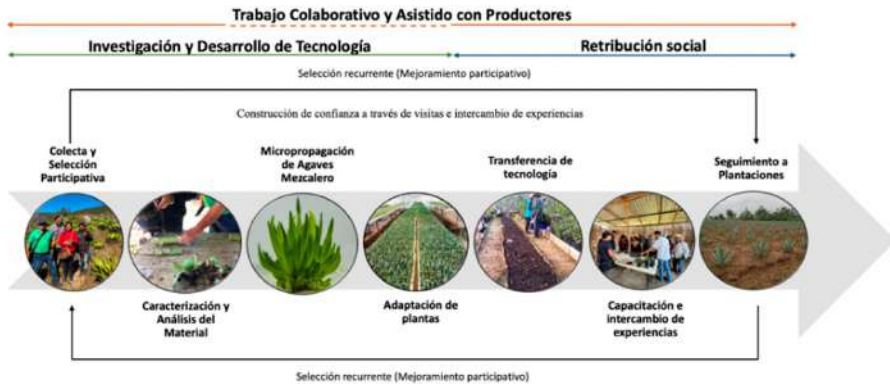 Trabajo Colaborativo y Asistido con Productores
Investigación y Desarrollo de Tecnología
Retribución social
Selección recurrente (Mejoramiento participativo)
Construcción de confianza a través de visitas e intercambio de experiencias
Colecta y
Selección
Participativa
Micropropagación
de Agaves
Mezcalero
Transferencia de
tecnología
Seguimiento a
Plantaciones
Caracterización y
Análisis del
Material
Adaptación de
plantas
Capacitación e
intercambio de
experiencias
Selección recurrente (Mejoramiento participativo)